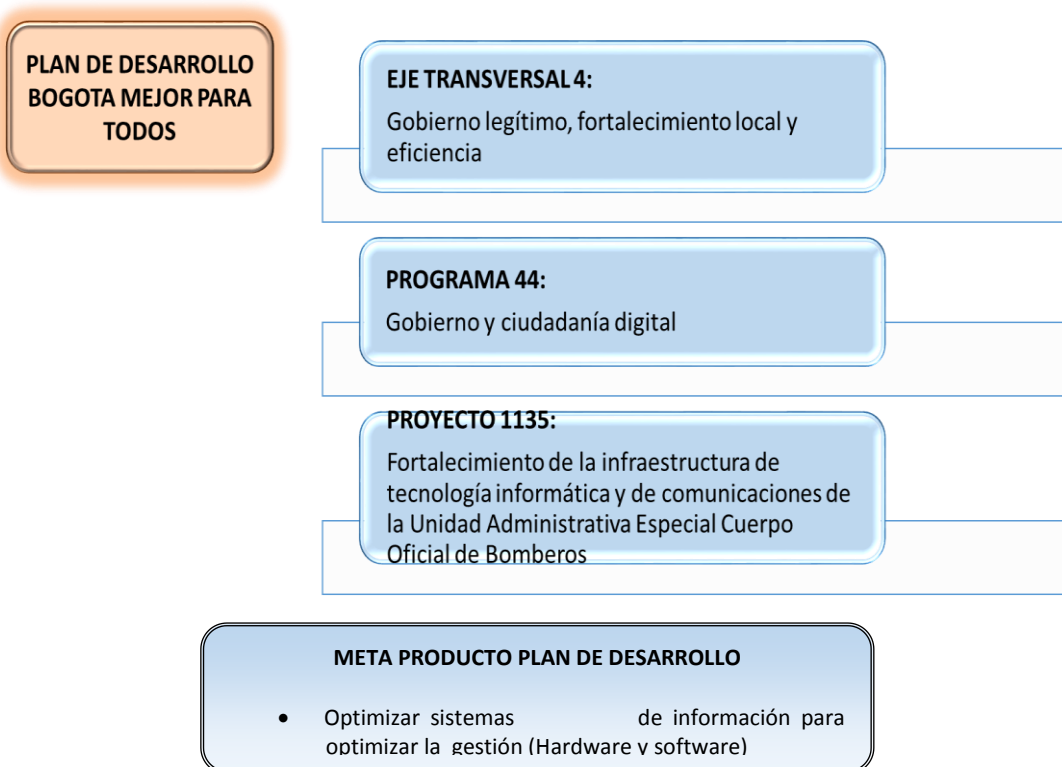 PLAN DE DESARROLLO
BOGOTA MEJOR PARA
TODOS
EJE TRANSVERSAL 4:
Gobierno legítimo, fortalecimiento local y
eficiencia
PROGRAMA 44:
Gobierno y ciudadanía digital
PROYECTO 1135:
Fortalecimiento de la infraestructura de
tecnología informática y de comunicaciones de
la Unidad Administrativa Especial Cuerpo
Oficial de Bomberos
META PRODUCTO PLAN DE DESARROLLO
• Optimizar sistemas de información para
optimizar la gestión (Hardware y software)